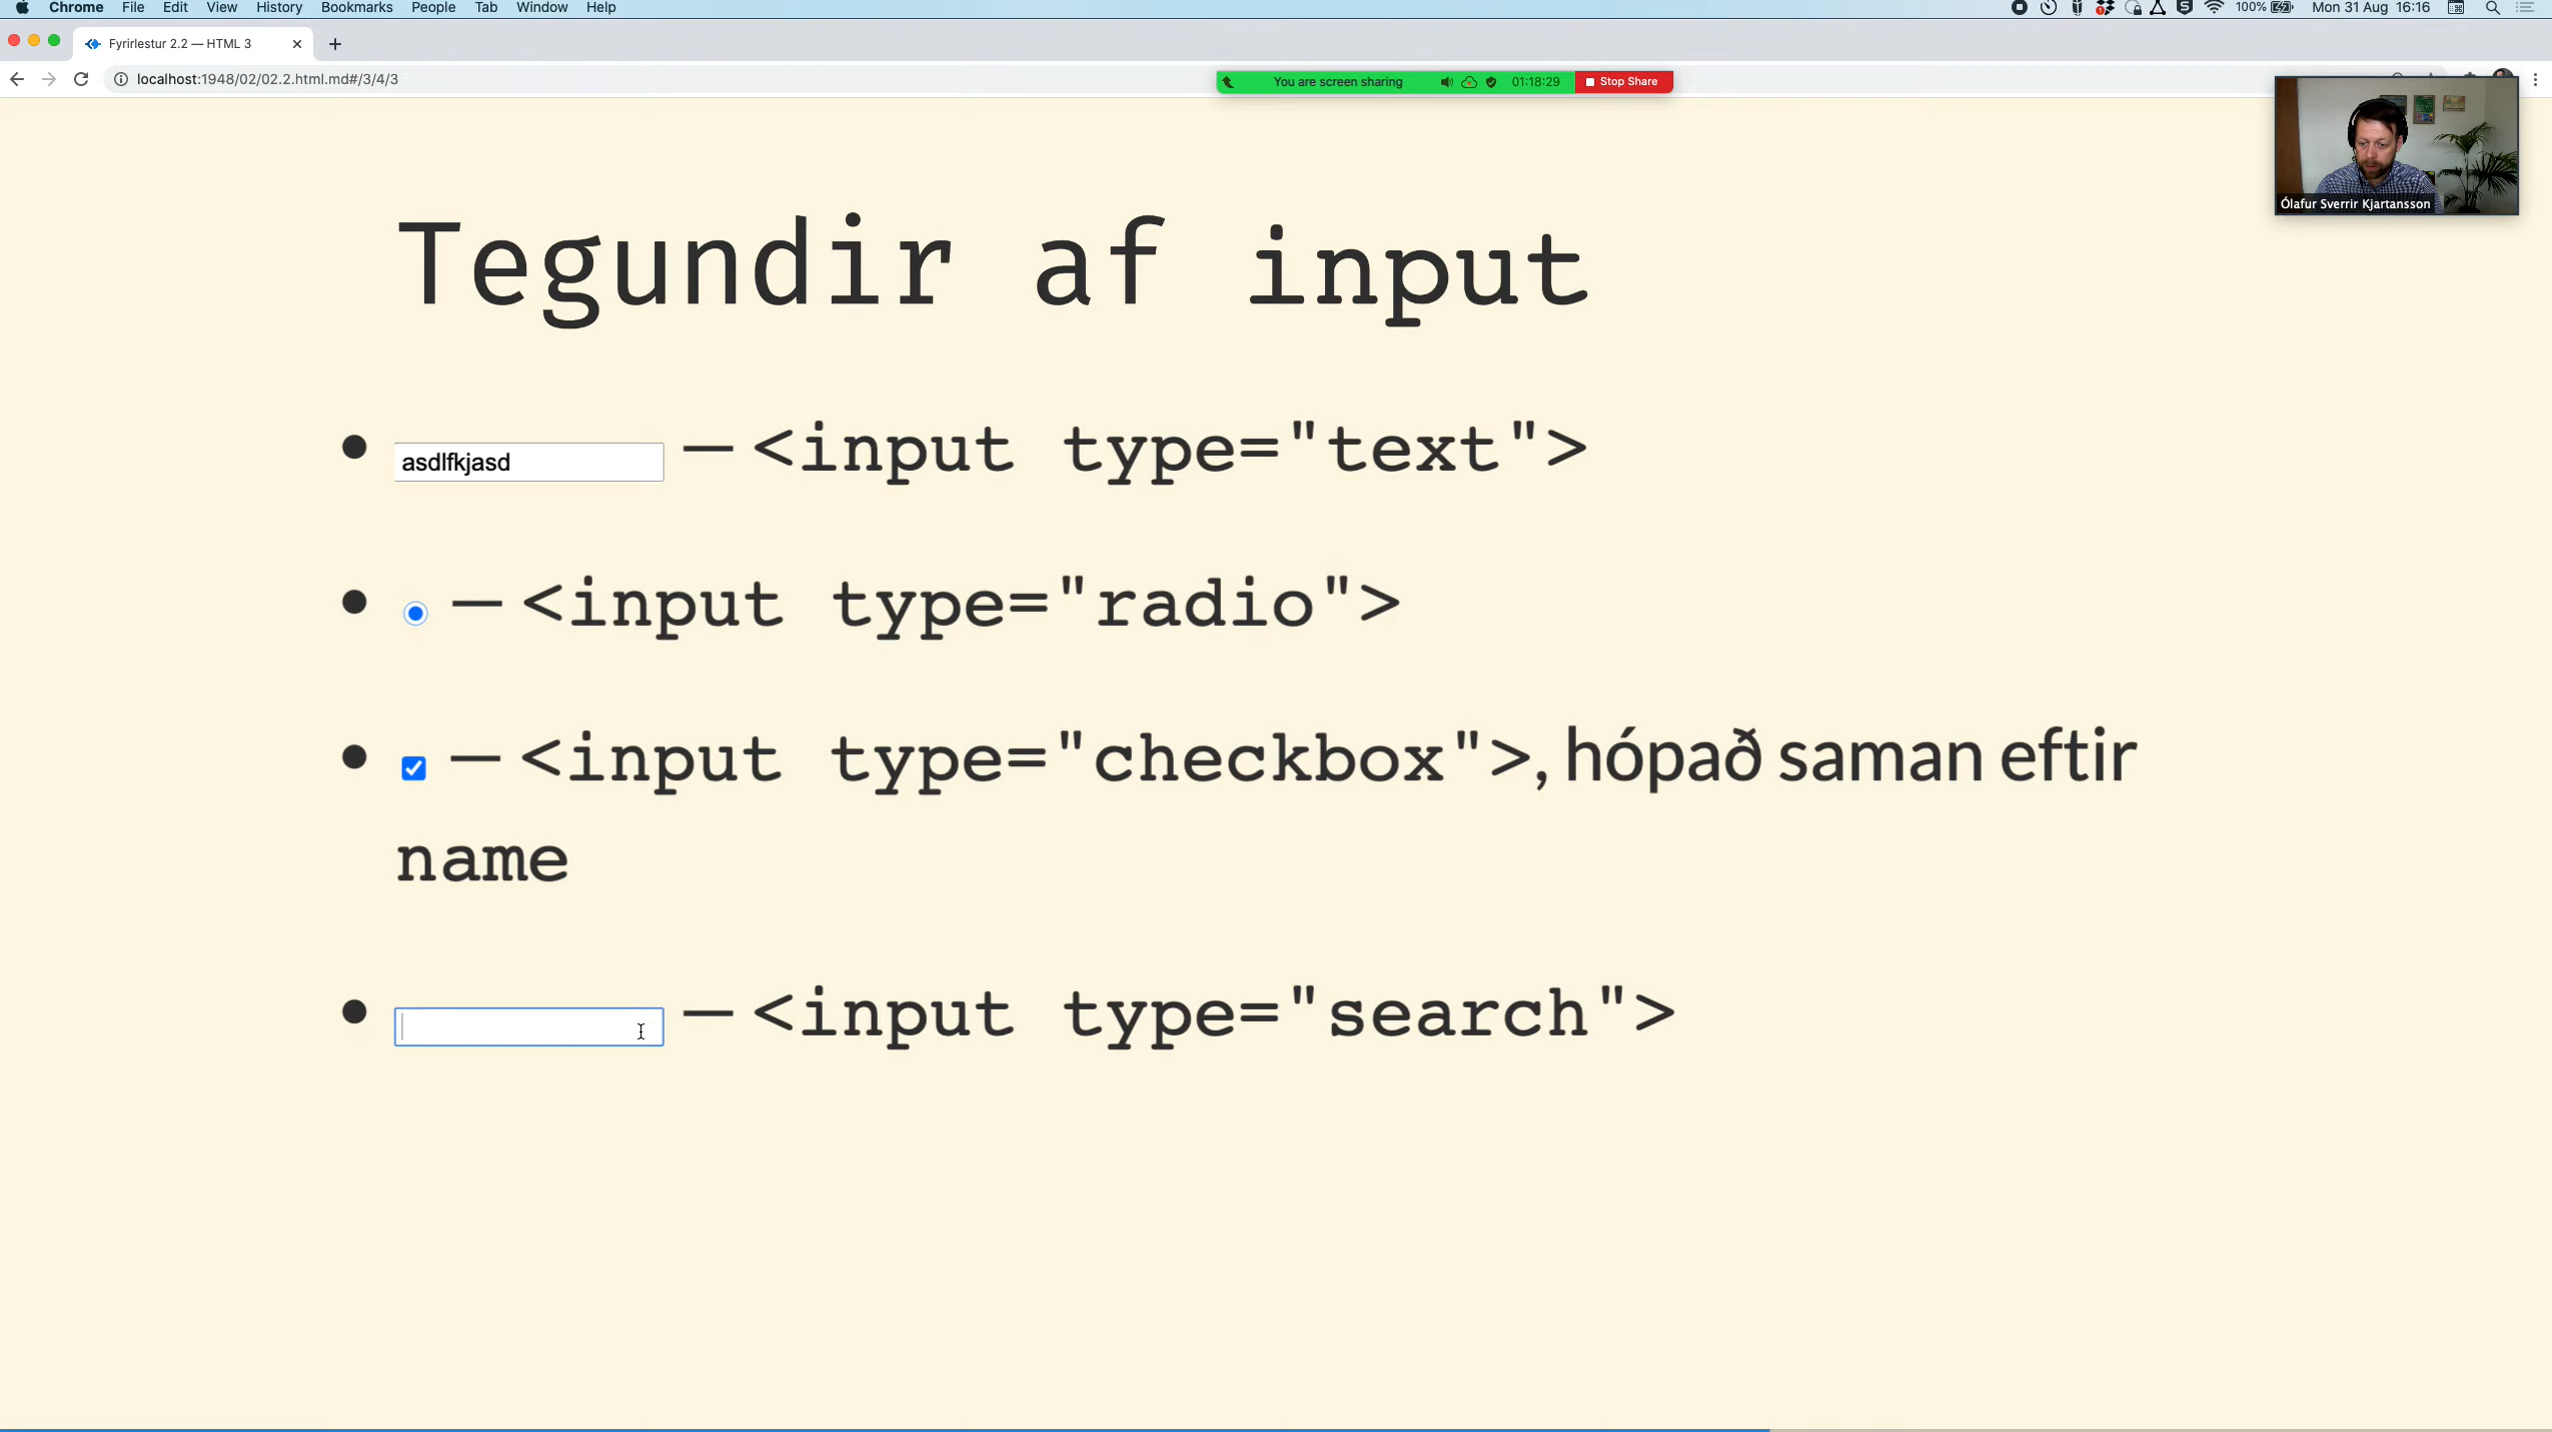 Chrome File Edit View History Bookmarks People Tab Window Help
100% Mon 31 Aug 16:16
Fyrirlestur 2.2 — HTML 3
localhost:1948/02/02.2.html.md#/3/4/3
You are screen sharing 01:18:29 Stop Share
Ólafur Sverrir Kjartansson
Tegundir af input
asdlfkjasd — <input type="text">
— <input type="radio">
— <input type="checkbox">, hópað saman eftir
name
— <input type="search">